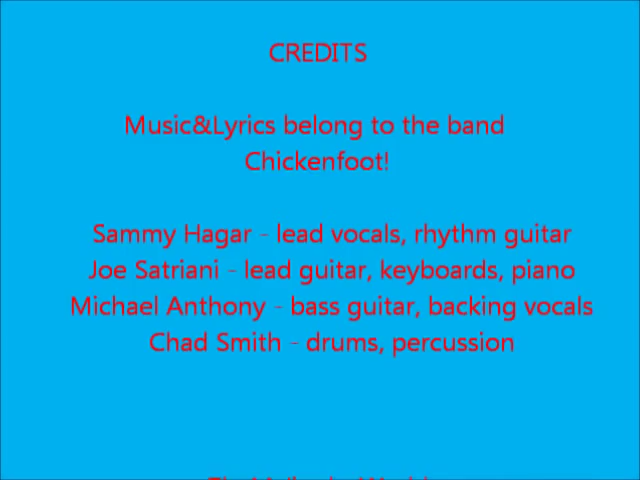 CREDITS
Music&Lyrics belong to the band
Chickenfoot!
Sammy Hagar - lead vocals, rhythm guitar
Joe Satriani - lead guitar, keyboards, piano
Michael Anthony - bass guitar, backing vocals
Chad Smith - drums, percussion